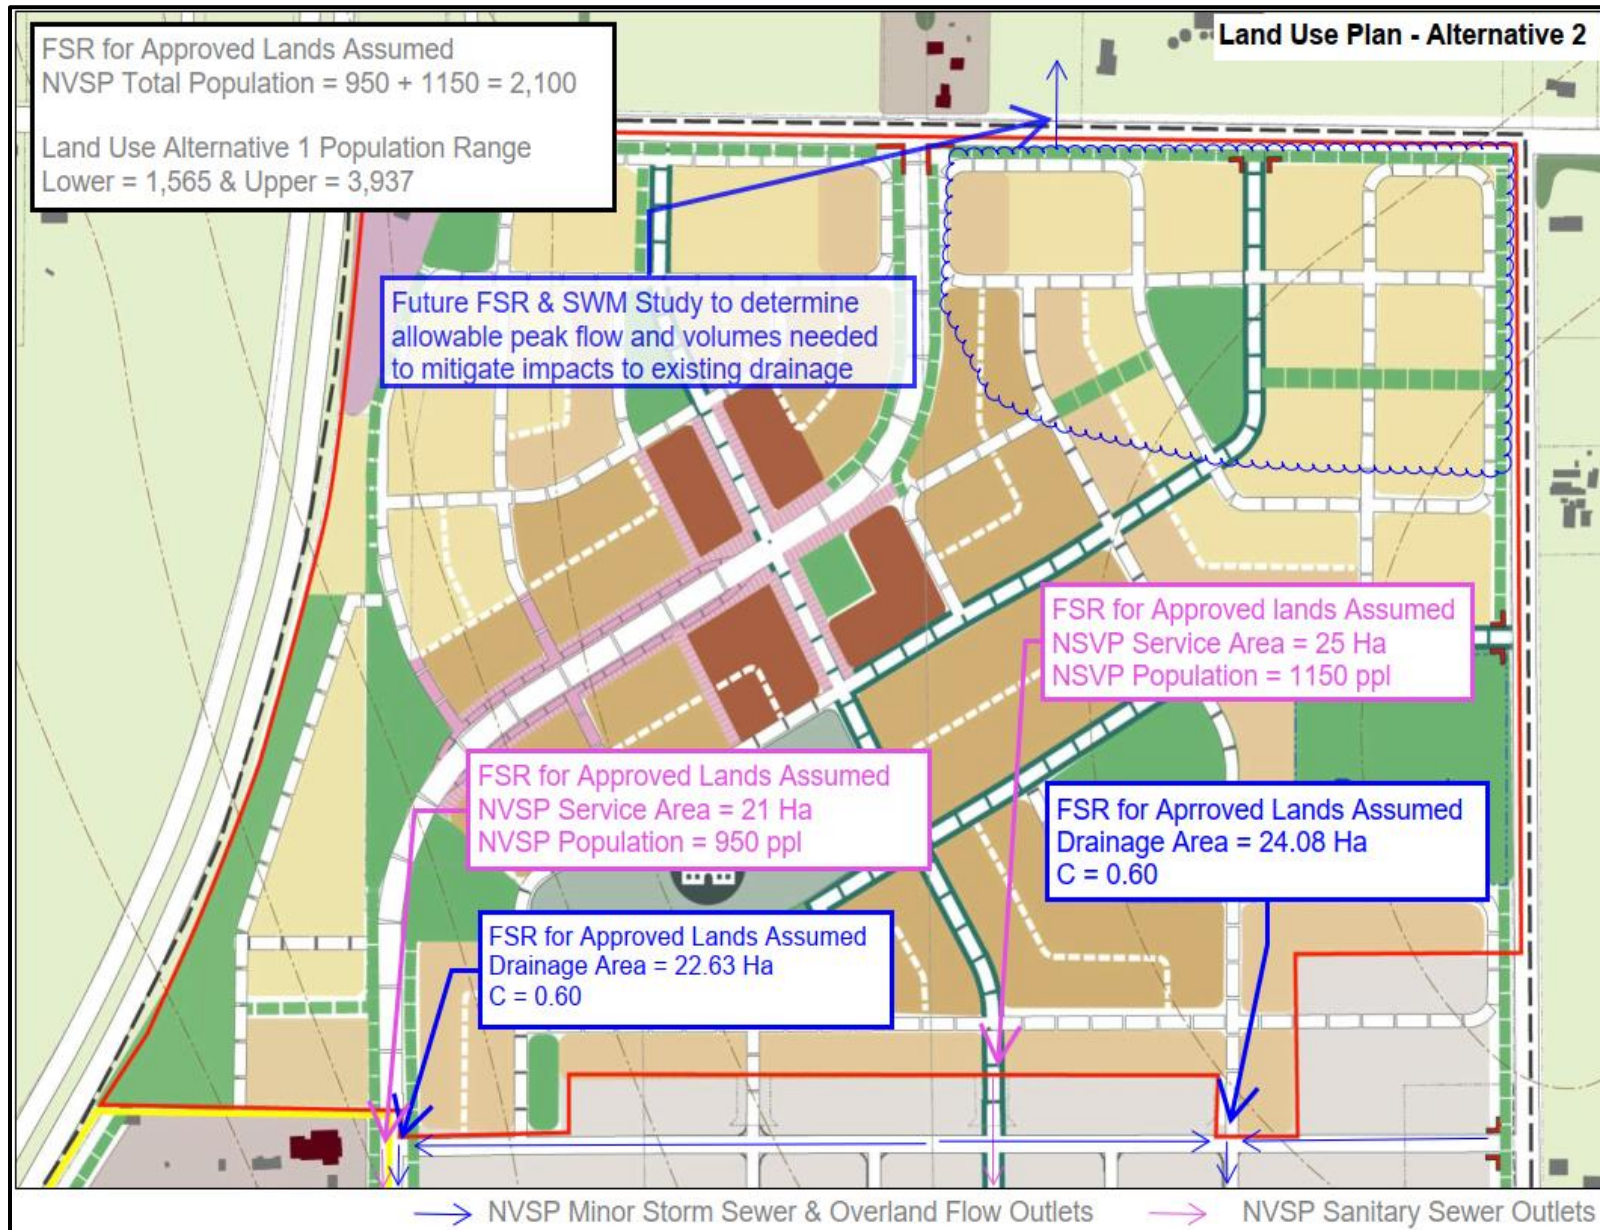 Land Use Plan - Alternative 2
FSR for Approved Lands Assumed
NVSP Total Population = 950 + 1150 = 2,100
Land Use Alternative 1 Population Range
Lower = 1,565 & Upper = 3,937
Future FSR & SWM Study to determine
allowable peak flow and volumes needed
to mitigate impacts to existing drainage
FSR for Approved lands Assumed
NSVP Service Area = 25 Ha
NSVP Population = 1150 ppl
FSR for Approved Lands Assumed
NVSP Service Area = 21 Ha
NVSP Population = 950 ppl
FSR for Aprroved Lands Assumed
Drainage Area = 24.08 Ha
C = 0.60
FSR for Approved Lands Assumed
Drainage Area = 22.63 Ha
C = 0.60
NVSP Minor Storm Sewer & Overland Flow Outlets
NVSP Sanitary Sewer Outlets